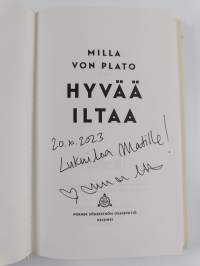 MILLA
VON PLATO
HYVÄÄ
ILTAA
20.10.2023
Lukuiloa Matille!
WERNER SÖDERSTRÖM OSAKEYHTIÖ
HELSINKI